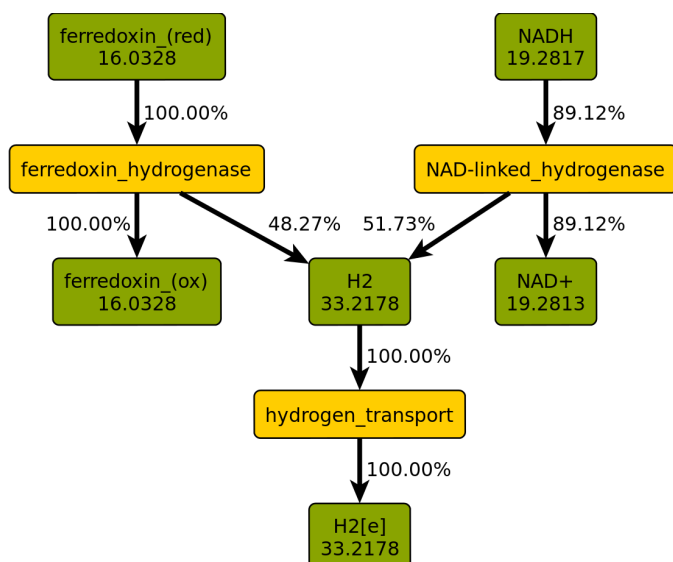 ferredoxin_(red)
16.0328
NADH
19.2817
100.00%
89.12%
ferredoxin_hydrogenase
NAD-linked_hydrogenase
100.00%
48.27%
51.73%
89.12%
ferredoxin_(ox)
16.0328
H2
33.2178
NAD+
19.2813
100.00%
hydrogen_transport
100.00%
H2[e]
33.2178